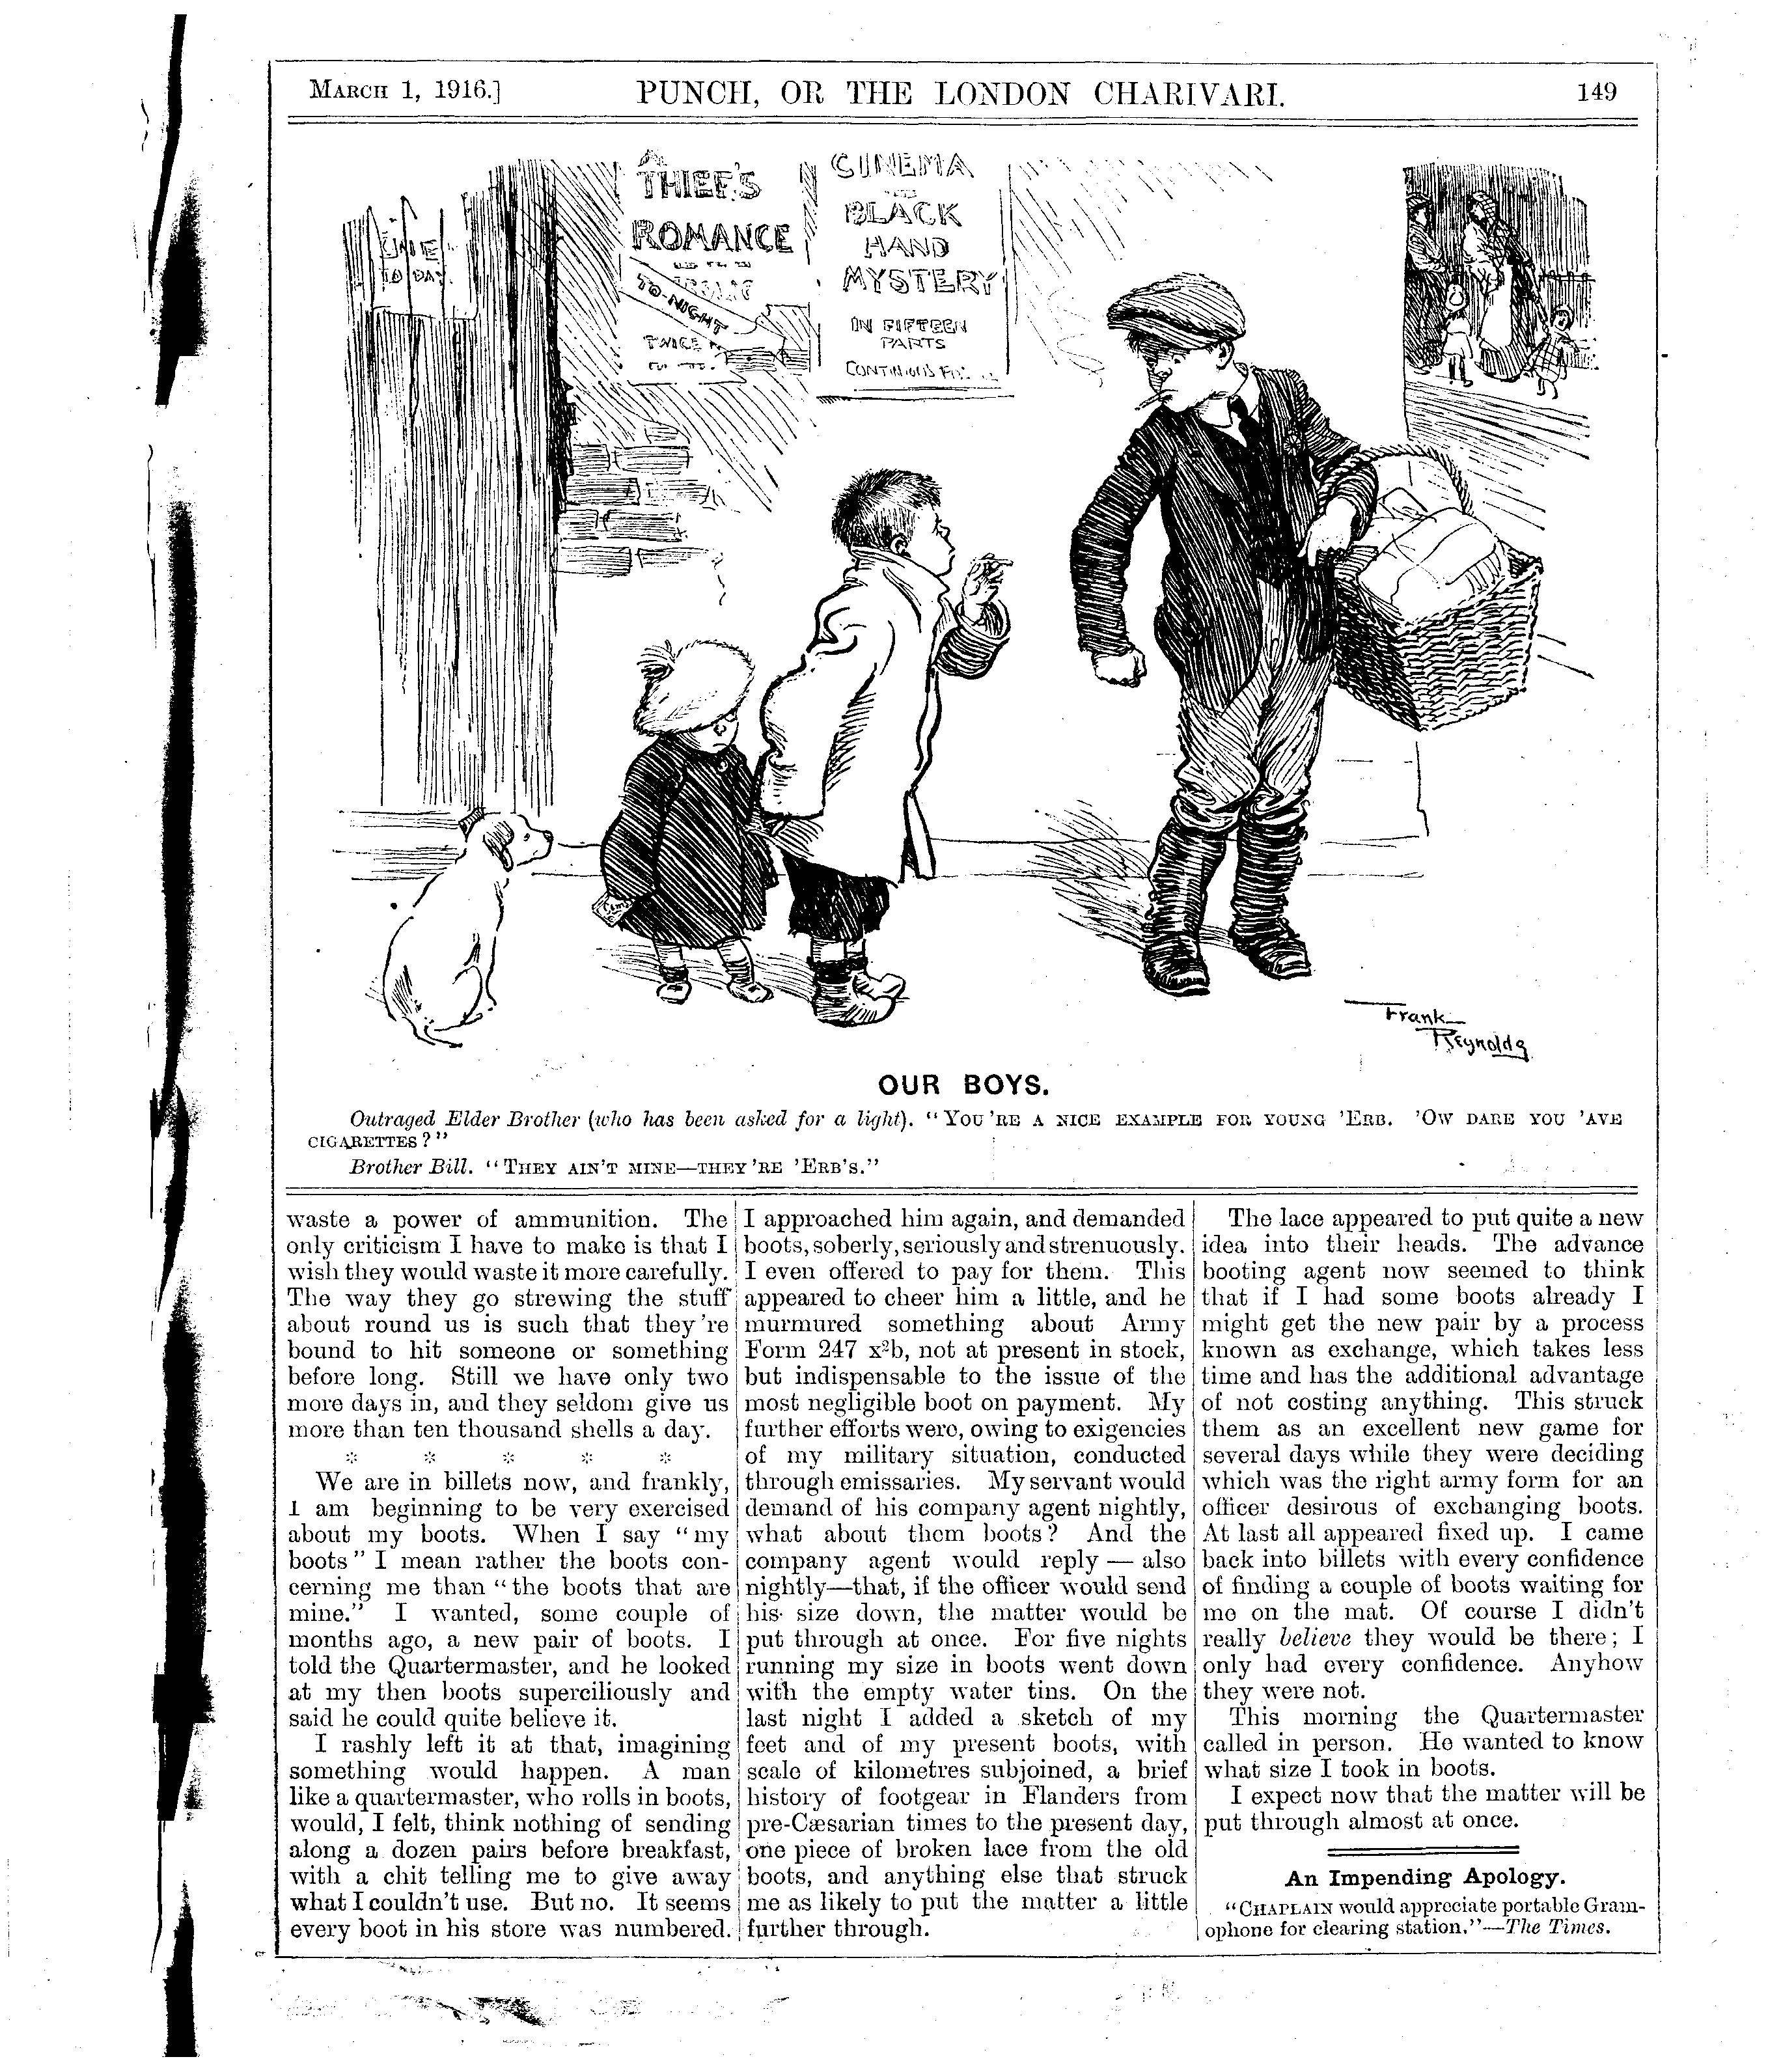 MARCH 1, 1916.] PUNCH, OR THE LONDON CHARIVARI. 149
TO DAY
A
THIEF'S
ROMANCE
TO-NIGHT
TWICE
CINEMA
BLACK
HAND
MYSTERY
IN FIFTEEN
PARTS
CONTINUOUS
Frank
Reynolds
OUR BOYS.
Outraged Elder Brother (who has been asked for a light). "YOU'RE A NICE EXAMPLE FOR YOUNG 'ERB. 'OW DARE YOU 'AVE
CIGARETTES?"
Brother Bill. "THEY AIN'T MINE—THEY'RE 'ERB'S."
waste a power of ammunition. The
only criticism I have to make is that I
wish they would waste it more carefully.
The way they go strewing the stuff
about round us is such that they're
bound to hit someone or something
before long. Still we have only two
more days in, and they seldom give us
more than ten thousand shells a day.
* * * * *
We are in billets now, and frankly,
I am beginning to be very exercised
about my boots. When I say "my
boots" I mean rather the boots con-
cerning me than "the boots that are
mine." I wanted, some couple of
months ago, a new pair of boots. I
told the Quartermaster, and he looked
at my then boots superciliously and
said he could quite believe it.
I rashly left it at that, imagining
something would happen. A man
like a quartermaster, who rolls in boots,
would, I felt, think nothing of sending
along a dozen pairs before breakfast,
with a chit telling me to give away
what I couldn't use. But no. It seems
every boot in his store was numbered.
I approached him again, and demanded
boots, soberly, seriously and strenuously.
I even offered to pay for them. This
appeared to cheer him a little, and he
murmured something about Army
Form 247 x²b, not at present in stock,
but indispensable to the issue of the
most negligible boot on payment. My
further efforts were, owing to exigencies
of my military situation, conducted
through emissaries. My servant would
demand of his company agent nightly,
what about them boots? And the
company agent would reply — also
nightly—that, if the officer would send
his size down, the matter would be
put through at once. For five nights
running my size in boots went down
with the empty water tins. On the
last night I added a sketch of my
feet and of my present boots, with
scale of kilometres subjoined, a brief
history of footgear in Flanders from
pre-Cæsarian times to the present day,
one piece of broken lace from the old
boots, and anything else that struck
me as likely to put the matter a little
further through.
The lace appeared to put quite a new
idea into their heads. The advance
booting agent now seemed to think
that if I had some boots already I
might get the new pair by a process
known as exchange, which takes less
time and has the additional advantage
of not costing anything. This struck
them as an excellent new game for
several days while they were deciding
which was the right army form for an
officer desirous of exchanging boots.
At last all appeared fixed up. I came
back into billets with every confidence
of finding a couple of boots waiting for
me on the mat. Of course I didn't
really believe they would be there; I
only had every confidence. Anyhow
they were not.
This morning the Quartermaster
called in person. He wanted to know
what size I took in boots.
I expect now that the matter will be
put through almost at once.
An Impending Apology.
"CHAPLAIN would appreciate portable Gram-
ophone for clearing station."—The Times.